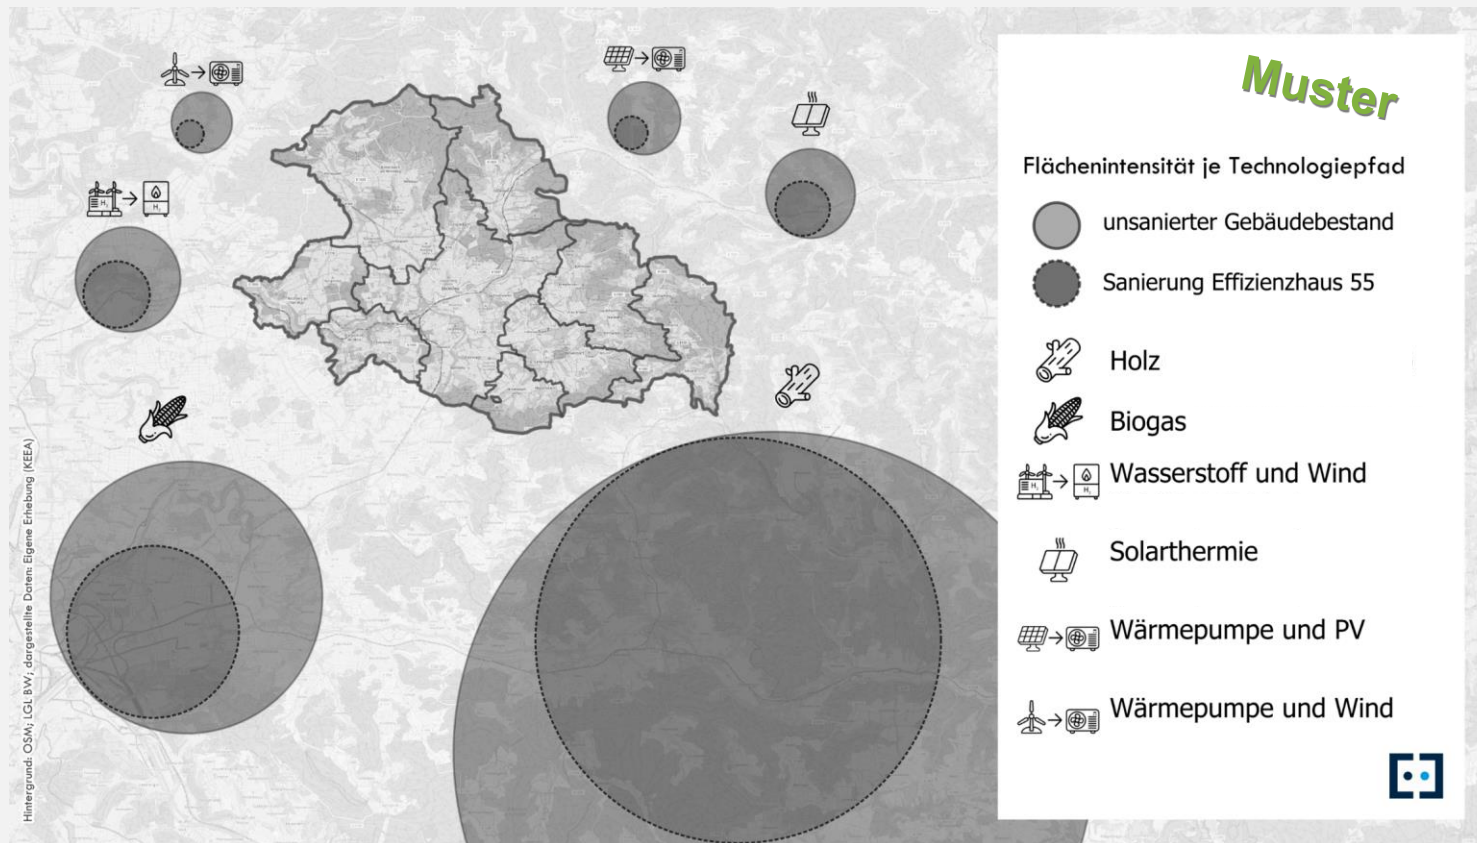 Muster
Flächenintensität je Technologiepfad
unsanierter Gebäudebestand
Sanierung Effizienzhaus 55
Holz
Biogas
Wasserstoff und Wind
Solarthermie
Wärmepumpe und PV
Wärmepumpe und Wind
Hintergrund: OSM; LGL BW; dargestellte Daten: Eigene Erhebung (KEEA)